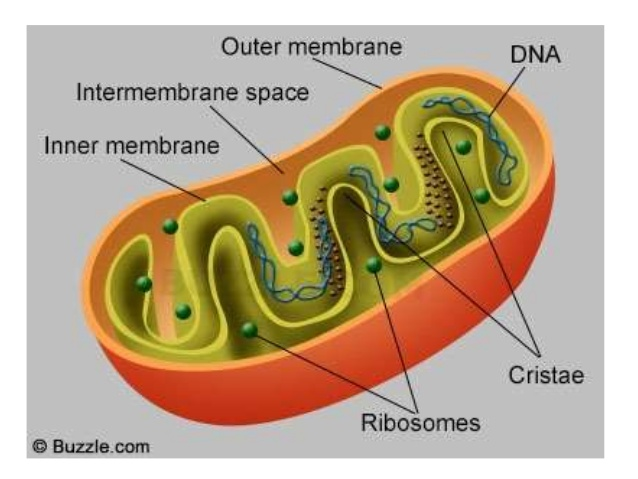 Outer membrane
DNA
Intermembrane space
Inner membrane
Cristae
Ribosomes
© Buzzle.com